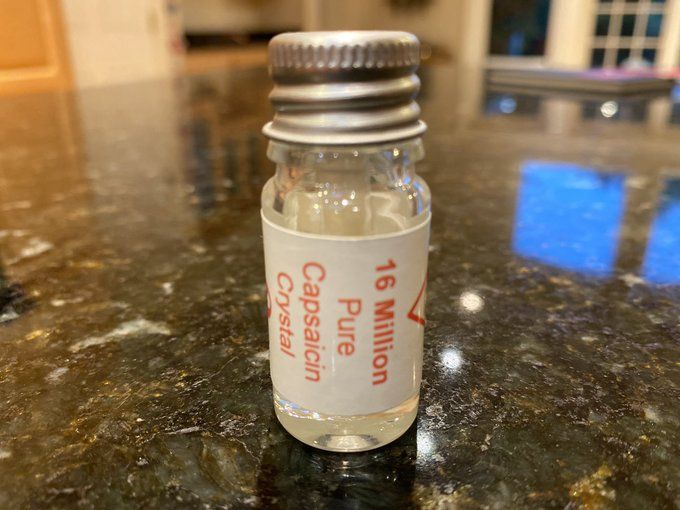 16 Million
Pure
Capsaicin
Crystal